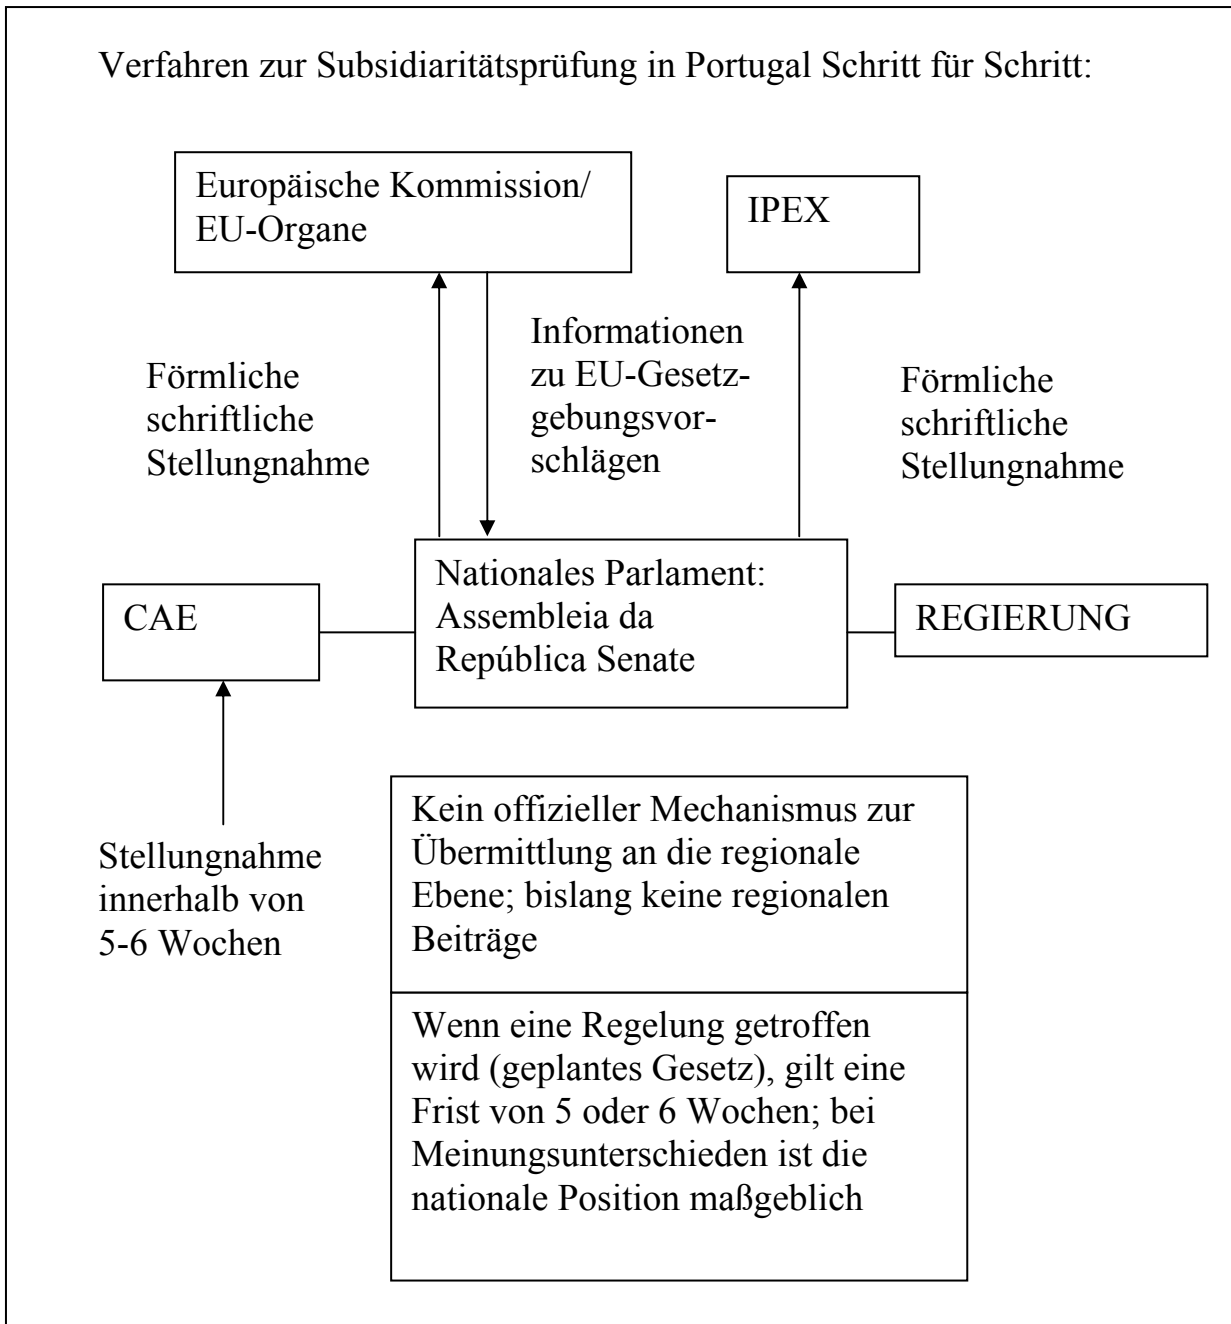 Verfahren zur Subsidiaritätsprüfung in Portugal Schritt für Schritt:
Europäische Kommission/
EU-Organe
IPEX
Förmliche
schriftliche
Stellungnahme
Informationen
zu EU-Gesetz-
gebungsvor-
schlägen
Förmliche
schriftliche
Stellungnahme
CAE
Nationales Parlament:
Assembleia da
República Senate
REGIERUNG
Stellungnahme
innerhalb von
5-6 Wochen
Kein offizieller Mechanismus zur
Übermittlung an die regionale
Ebene; bislang keine regionalen
Beiträge
Wenn eine Regelung getroffen
wird (geplantes Gesetz), gilt eine
Frist von 5 oder 6 Wochen; bei
Meinungsunterschieden ist die
nationale Position maßgeblich